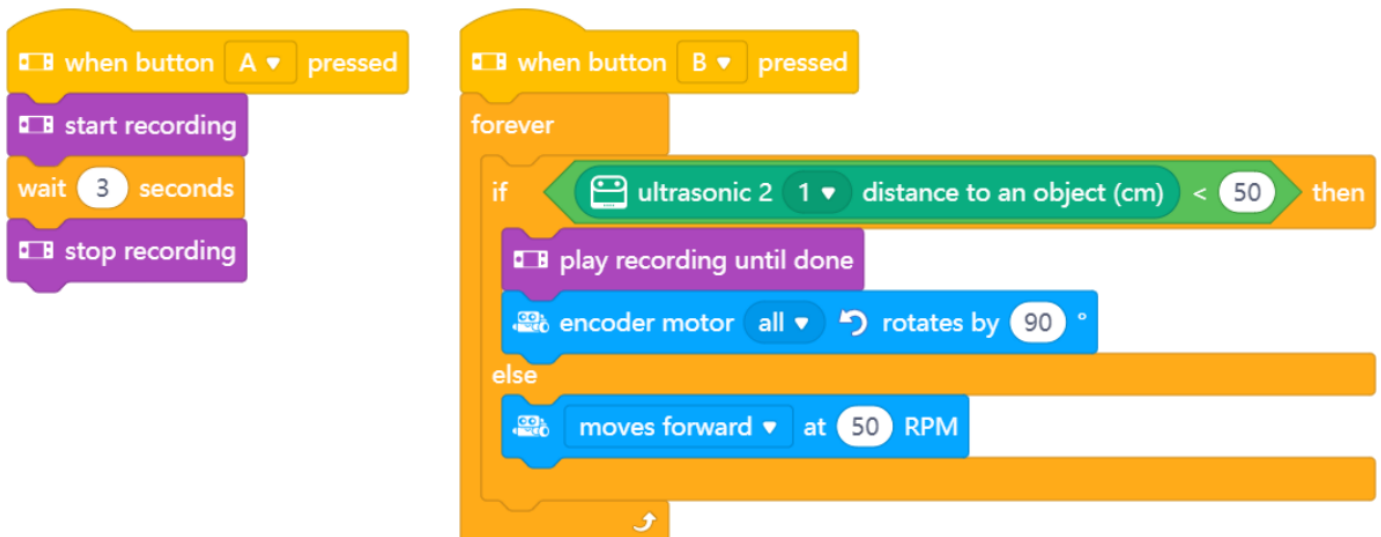 when button A pressed
start recording
wait 3 seconds
stop recording
when button B pressed
forever
if ultrasonic 2 1 distance to an object (cm) < 50 then
play recording until done
encoder motor all rotates by 90 °
else
moves forward at 50 RPM